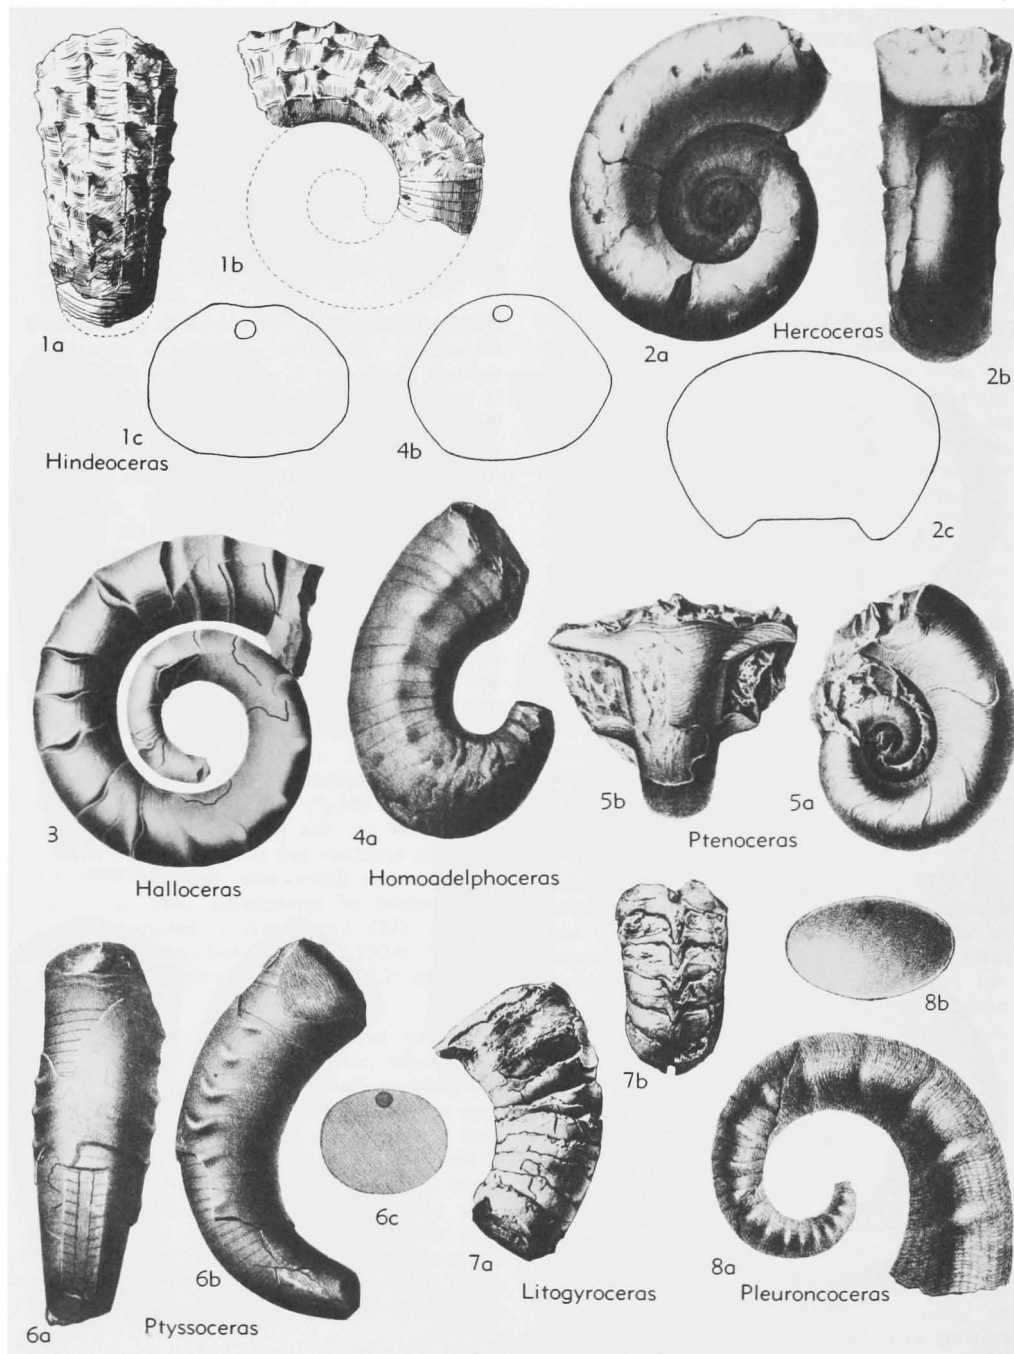 1a
1b
2a
Hercoceras
2b
1c
Hindeoceras
4b
2c
3
Halloceras
4a
Homoadelphoceras
5b
5a
Ptenoceras
6a
6b
Ptyssoceras
6c
7a
Litogyroceras
7b
8b
8a
Pleuroncoceras